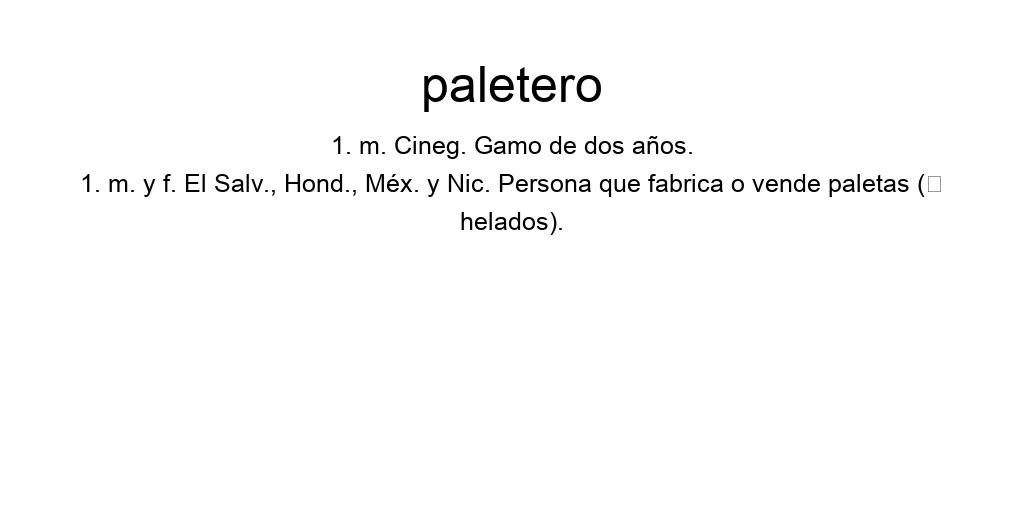 paletero
1. m. Cineg. Gamo de dos años.
1. m. y f. El Salv., Hond., Méx. y Nic. Persona que fabrica o vende paletas (□
helados).